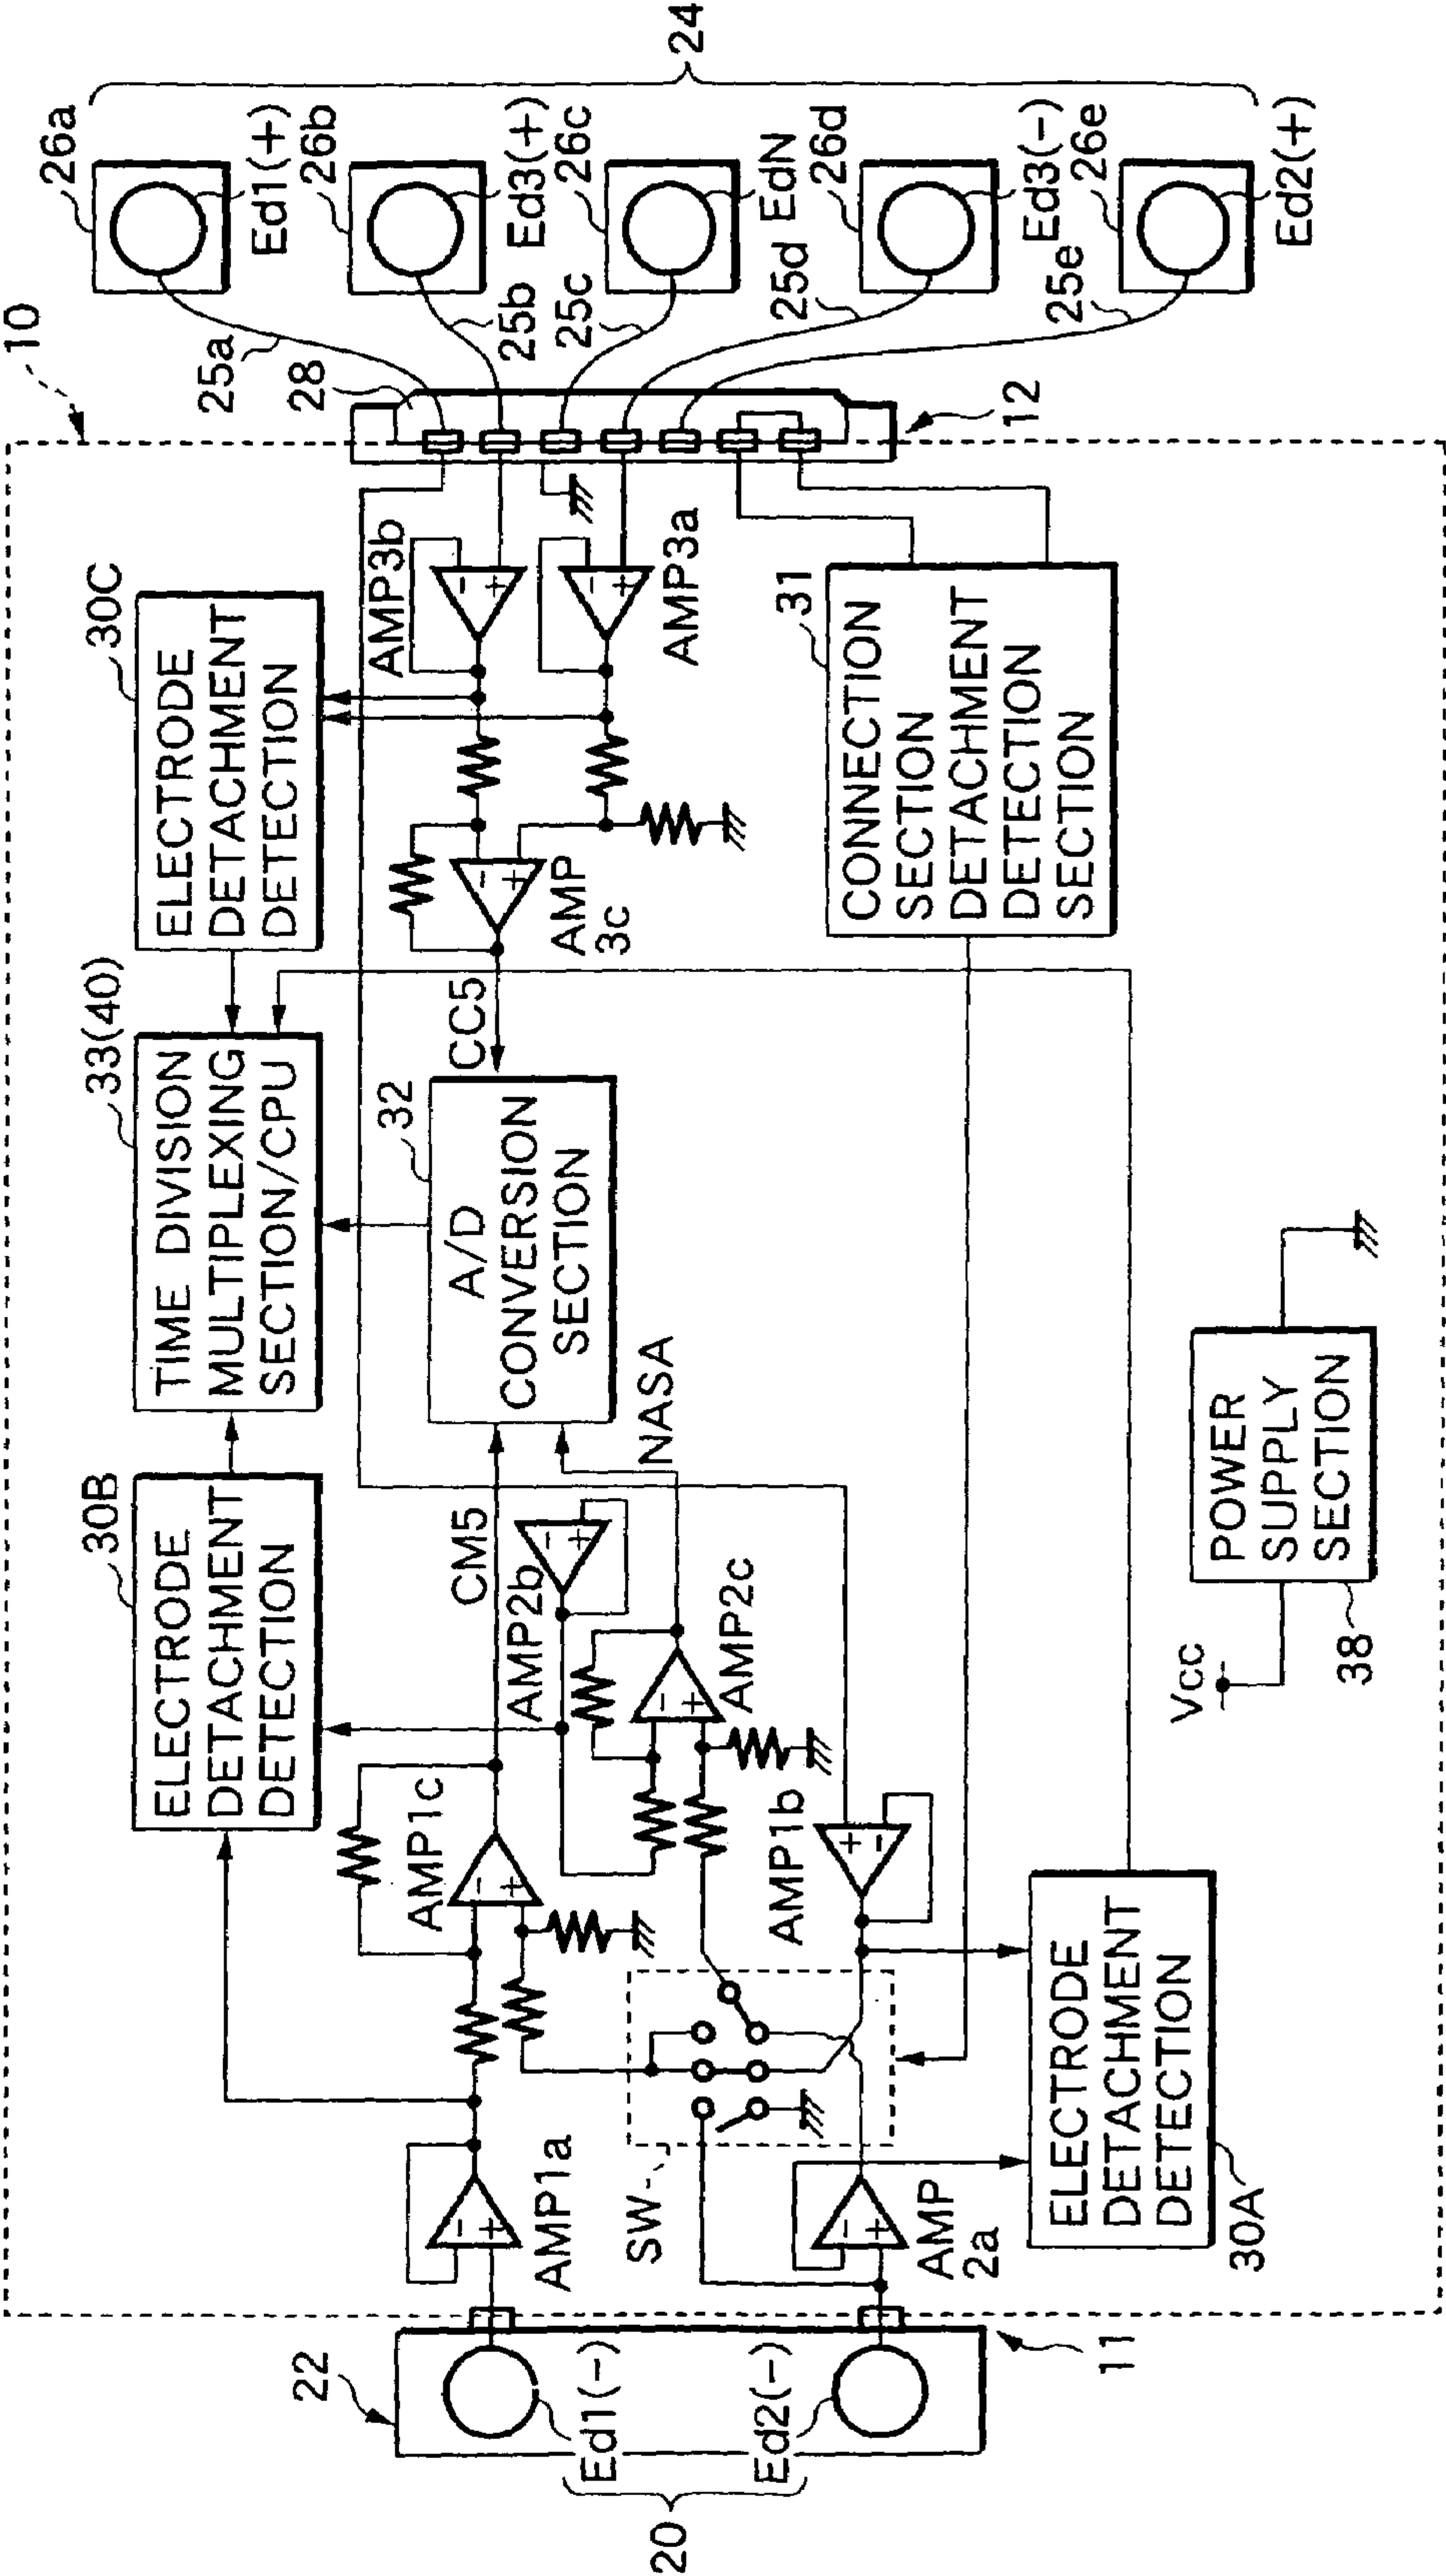 10
24
26a
Ed1(+)
26b
Ed3(+)
26c
EdN
26d
Ed3(-)
26e
Ed2(+)
25a
25b
25c
25d
25e
28
12
30C
ELECTRODE
DETACHMENT
DETECTION
AMP3b
-
+
AMP3a
-
+
AMP
3c
-
+
CC5
31
CONNECTION
SECTION
DETACHMENT
DETECTION
SECTION
33(40)
TIME DIVISION
MULTIPLEXING
SECTION/CPU
32
A/D
CONVERSION
SECTION
NASA
30B
ELECTRODE
DETACHMENT
DETECTION
CM5
AMP2b
-
+
AMP2c
-
+
AMP1c
-
+
AMP1b
+
-
POWER
SUPPLY
SECTION
38
Vcc
SW
AMP1a
-
+
AMP
2a
-
+
ELECTRODE
DETACHMENT
DETECTION
30A
22
Ed1(-)
Ed2(-)
20
11